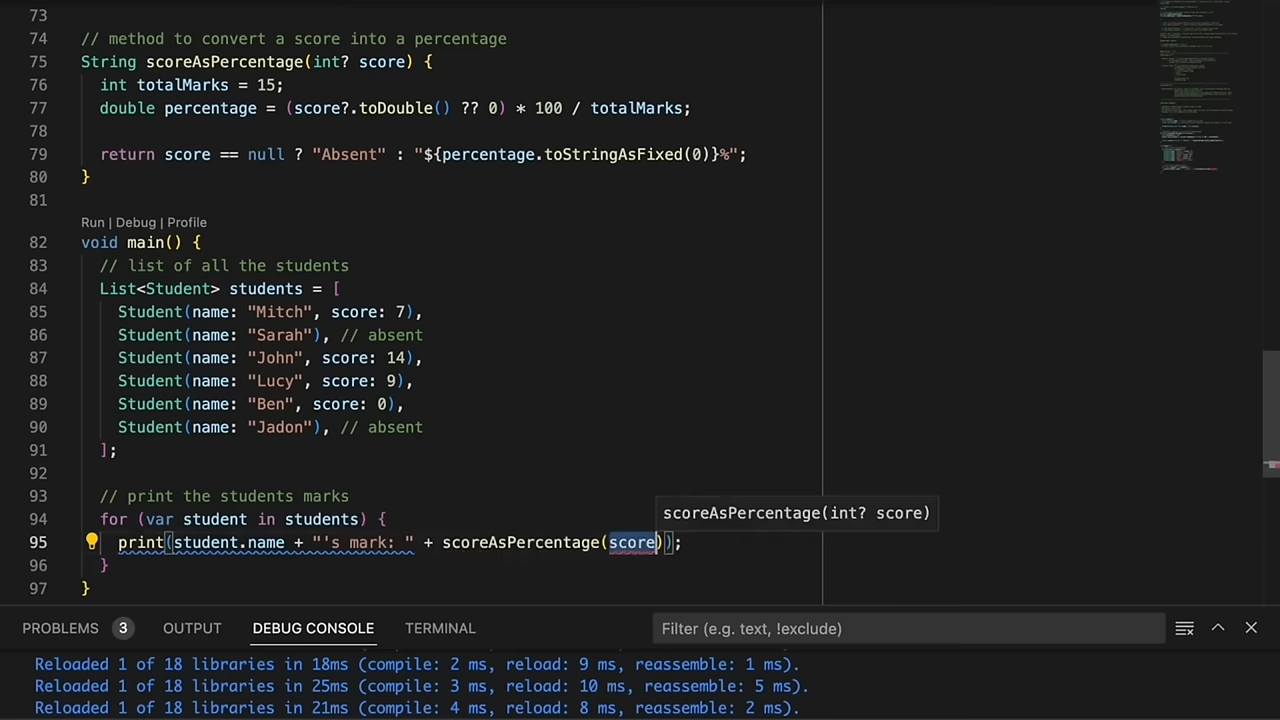 73
74 // method to convert a score into a percentage
75 String scoreAsPercentage(int? score) {
76 int totalMarks = 15;
77 double percentage = (score?.toDouble() ?? 0) * 100 / totalMarks;
78
79 return score == null ? "Absent" : "${percentage.toStringAsFixed(0)}%";
80 }
81
Run | Debug | Profile
82 void main() {
83 // list of all the students
84 List<Student> students = [
85 Student(name: "Mitch", score: 7),
86 Student(name: "Sarah"), // absent
87 Student(name: "John", score: 14),
88 Student(name: "Lucy", score: 9),
89 Student(name: "Ben", score: 0),
90 Student(name: "Jadon"), // absent
91 ];
92
93 // print the students marks
scoreAsPercentage(int? score)
94 for (var student in students) {
95 print(student.name + "'s mark: " + scoreAsPercentage(score));
96 }
97 }
PROBLEMS 3 OUTPUT DEBUG CONSOLE TERMINAL Filter (e.g. text, !exclude)
Reloaded 1 of 18 libraries in 18ms (compile: 2 ms, reload: 9 ms, reassemble: 1 ms).
Reloaded 1 of 18 libraries in 25ms (compile: 3 ms, reload: 10 ms, reassemble: 5 ms).
Reloaded 1 of 18 libraries in 21ms (compile: 4 ms, reload: 8 ms, reassemble: 2 ms).